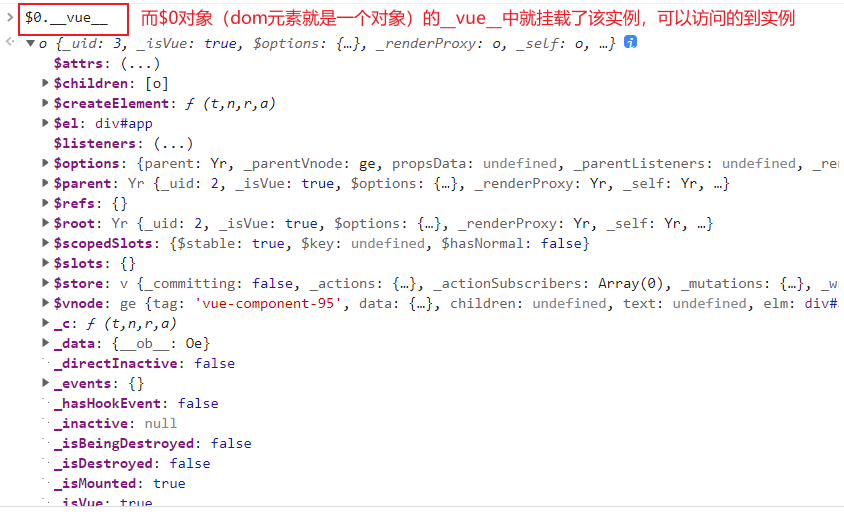 $0.__vue__ 而$0对象（dom元素就是一个对象）的__vue__中就挂载了该实例，可以访问的到实例
o {_uid: 3, _isVue: true, $options: {…}, _renderProxy: o, _self: o, …}
$attrs: (...)
$children: [o]
$createElement: ƒ (t,n,r,a)
$el: div#app
$listeners: (...)
$options: {parent: Yr, _parentVnode: ge, propsData: undefined, _parentListeners: undefined, _re
$parent: Yr {_uid: 2, _isVue: true, $options: {…}, _renderProxy: Yr, _self: Yr, …}
$refs: {}
$root: Yr {_uid: 2, _isVue: true, $options: {…}, _renderProxy: Yr, _self: Yr, …}
$scopedSlots: {$stable: true, $key: undefined, $hasNormal: false}
$slots: {}
$store: v {_committing: false, _actions: {…}, _actionSubscribers: Array(0), _mutations: {…}, _w
$vnode: ge {tag: 'vue-component-95', data: {…}, children: undefined, text: undefined, elm: div#
_c: ƒ (t,n,r,a)
_data: {__ob__: Oe}
_directInactive: false
_events: {}
_hasHookEvent: false
_inactive: null
_isBeingDestroyed: false
_isDestroyed: false
_isMounted: true
_isVue: true